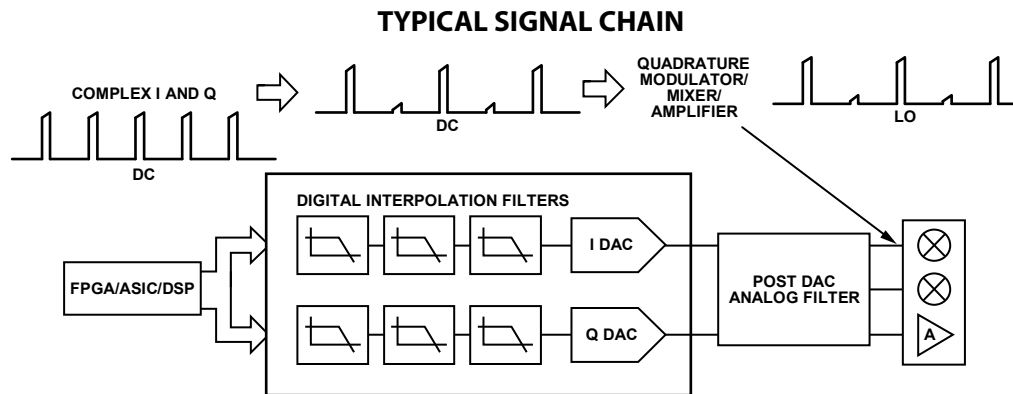 TYPICAL SIGNAL CHAIN
COMPLEX I AND Q
DC
DC
QUADRATURE
MODULATOR/
MIXER/
AMPLIFIER
LO
DIGITAL INTERPOLATION FILTERS
FPGA/ASIC/DSP
I DAC
Q DAC
POST DAC
ANALOG FILTER
A